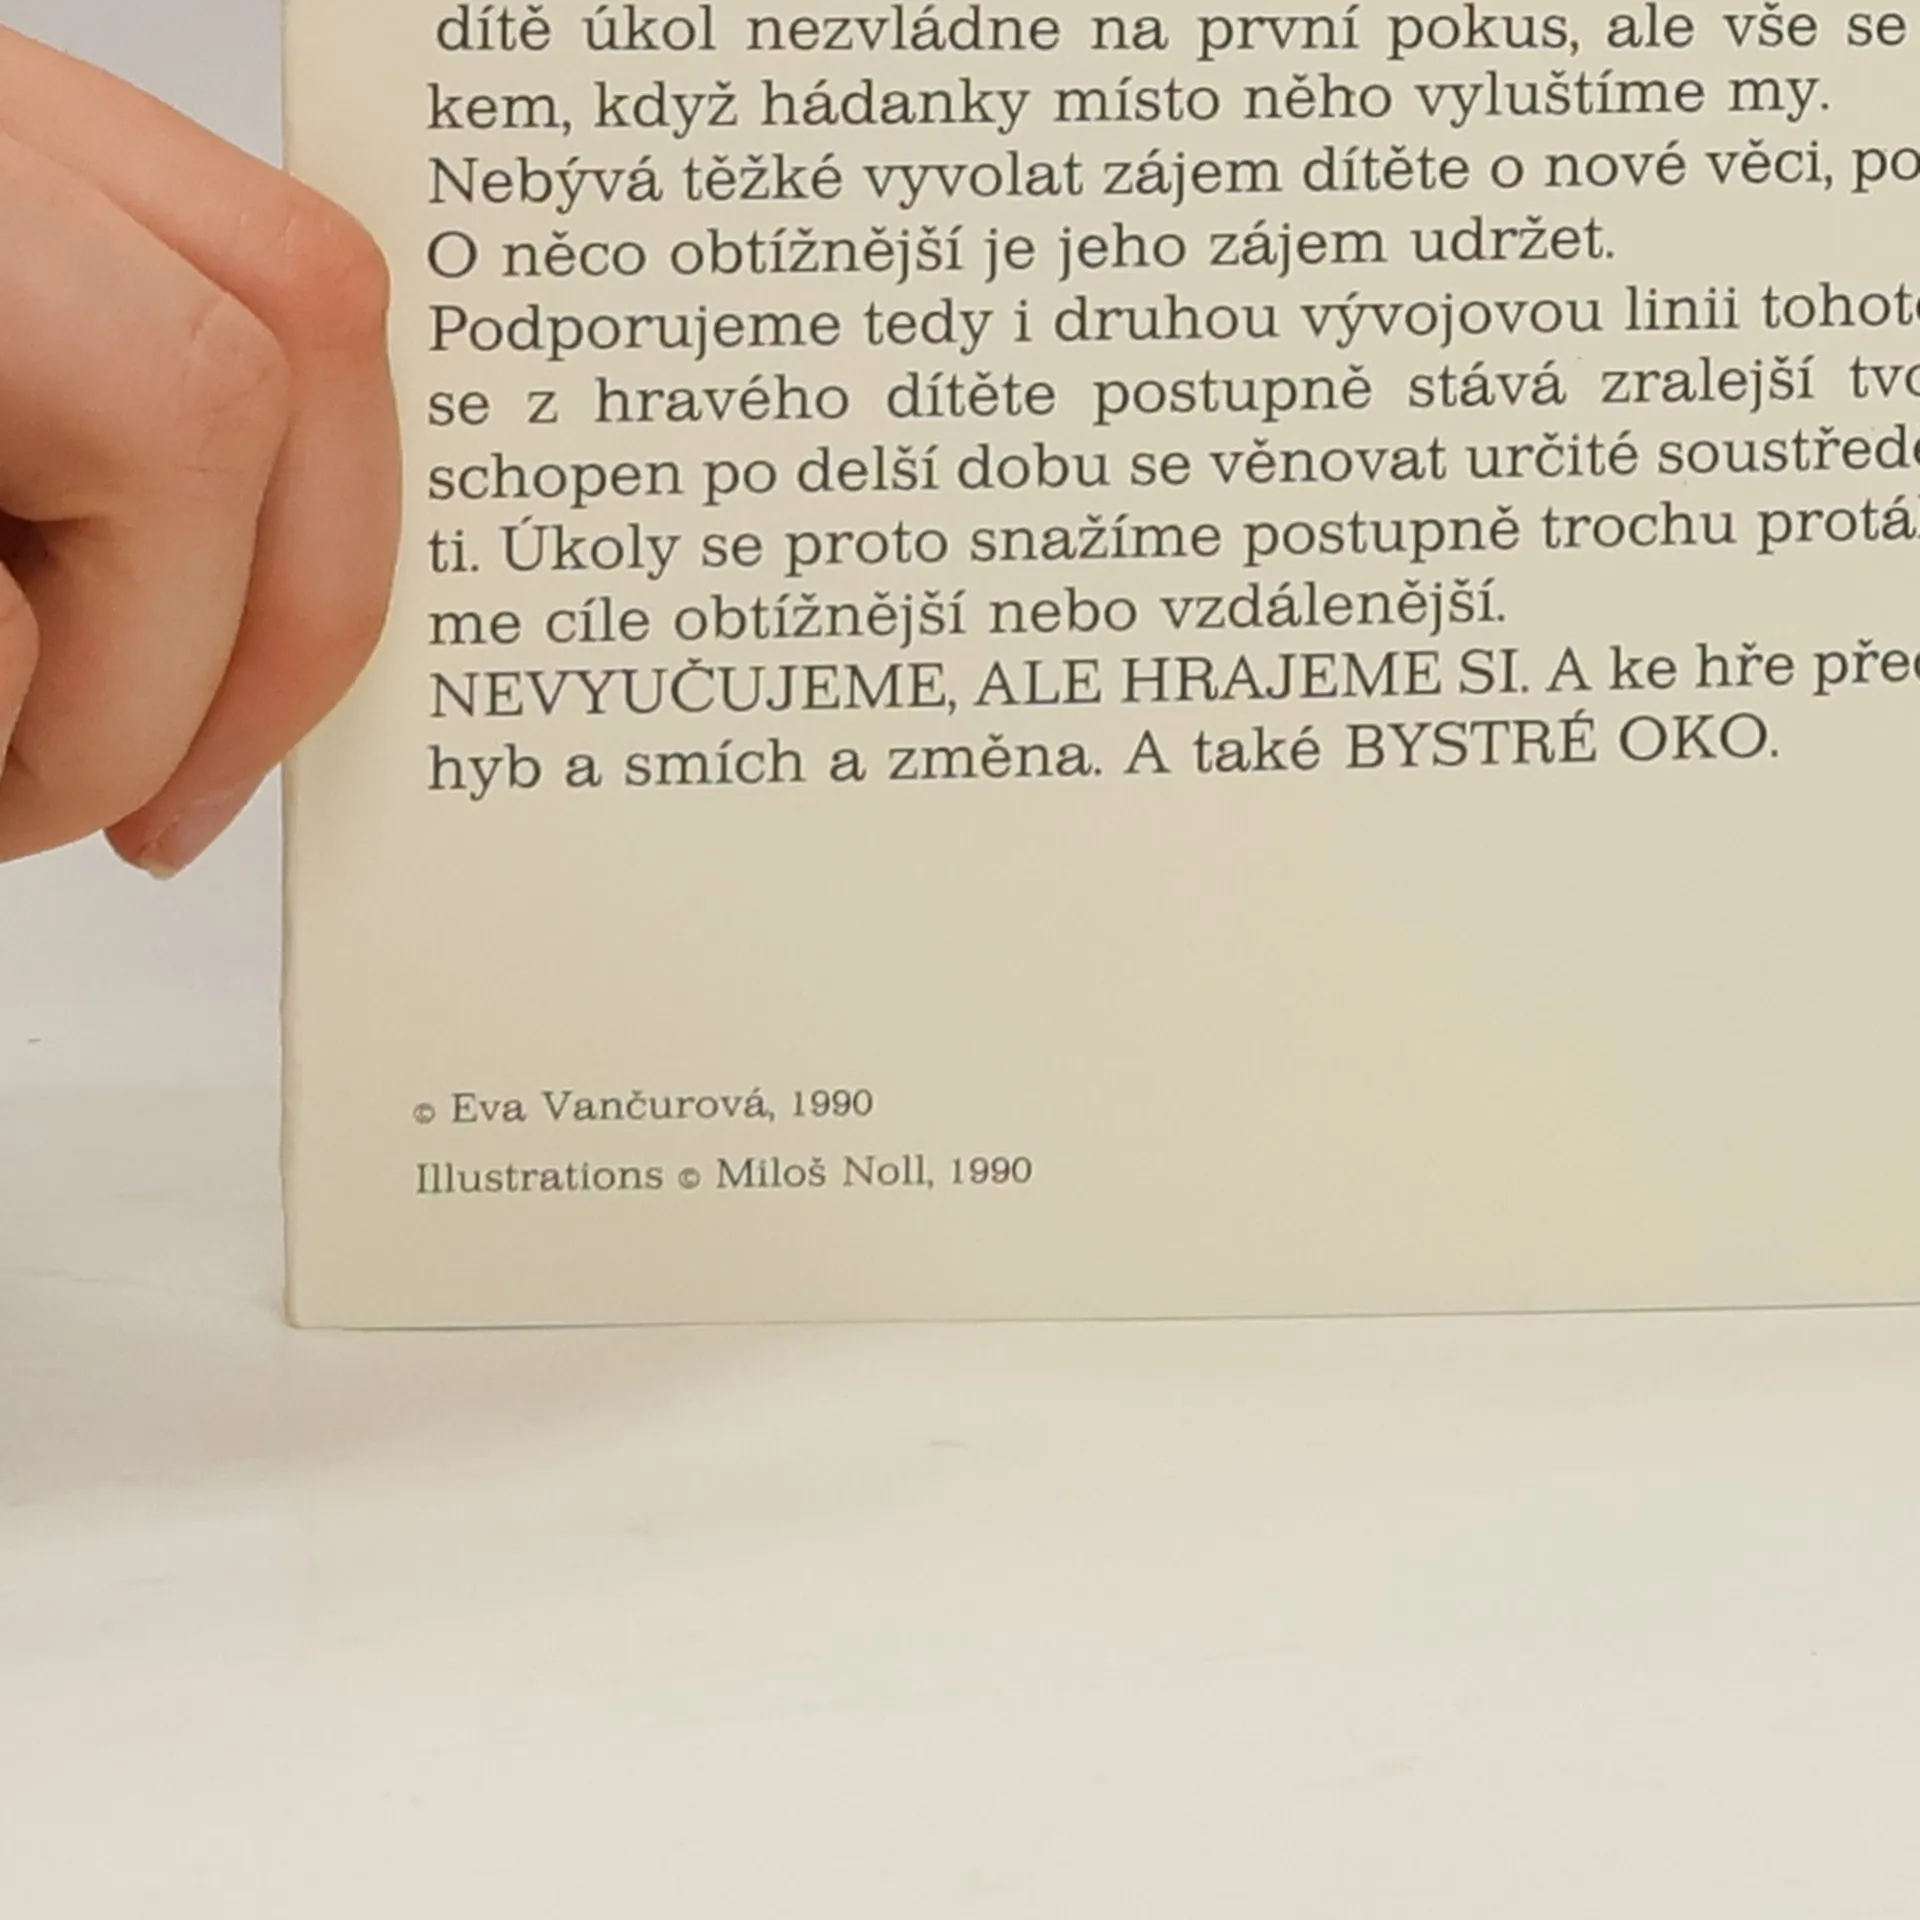 dítě úkol nezvládne na první pokus, ale vše se
kem, když hádanky místo něho vyluštíme my.
Nebývá těžké vyvolat zájem dítěte o nové věci, po
O něco obtížnější je jeho zájem udržet.
Podporujeme tedy i druhou vývojovou linii tohoto
se z hravého dítěte postupně stává zralejší tvo
schopen po delší dobu se věnovat určité soustřede
ti. Úkoly se proto snažíme postupně trochu protá
me cíle obtížnější nebo vzdálenější.
NEVYUČUJEME, ALE HRAJEME SI. A ke hře před
hyb a smích a změna. A také BYSTRÉ OKO.
© Eva Vančurová, 1990
Illustrations © Miloš Noll, 1990